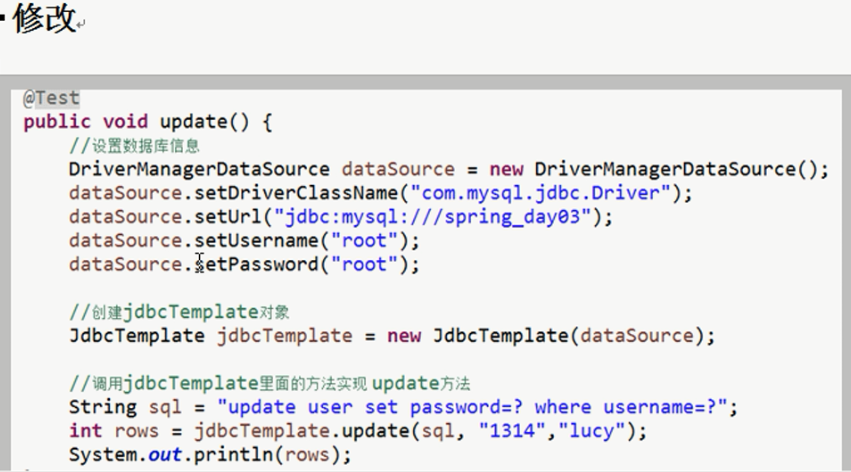 修改
@Test
public void update() {
//设置数据库信息
DriverManagerDataSource dataSource = new DriverManagerDataSource();
dataSource.setDriverClassName("com.mysql.jdbc.Driver");
dataSource.setUrl("jdbc:mysql:///spring_day03");
dataSource.setUsername("root");
dataSource.setPassword("root");
//创建jdbcTemplate对象
JdbcTemplate jdbcTemplate = new JdbcTemplate(dataSource);
//调用jdbcTemplate里面的方法实现 update方法
String sql = "update user set password=? where username=?";
int rows = jdbcTemplate.update(sql, "1314","lucy");
System.out.println(rows);